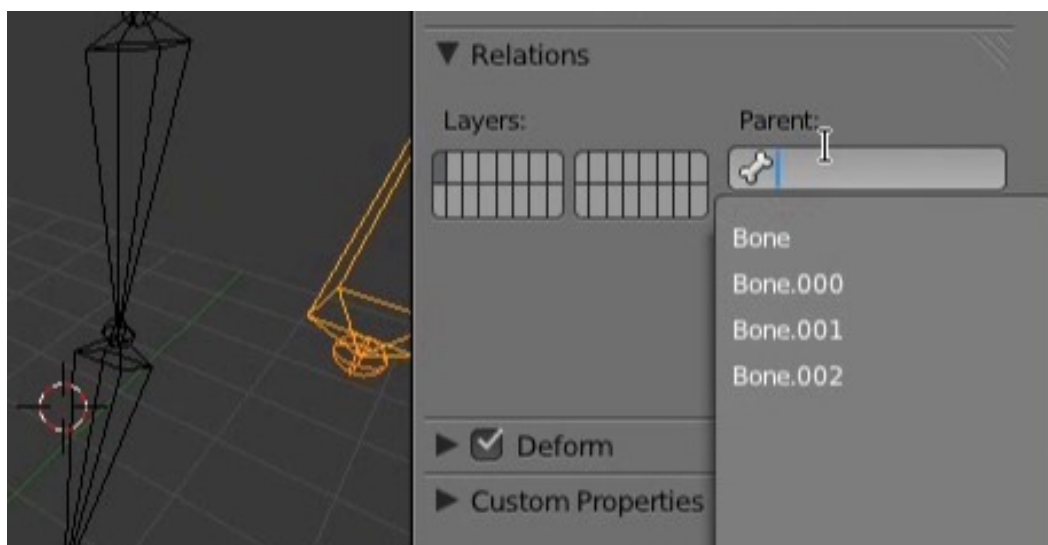 Relations
Layers:
Parent:
Bone
Bone.000
Bone.001
Bone.002
Deform
Custom Properties